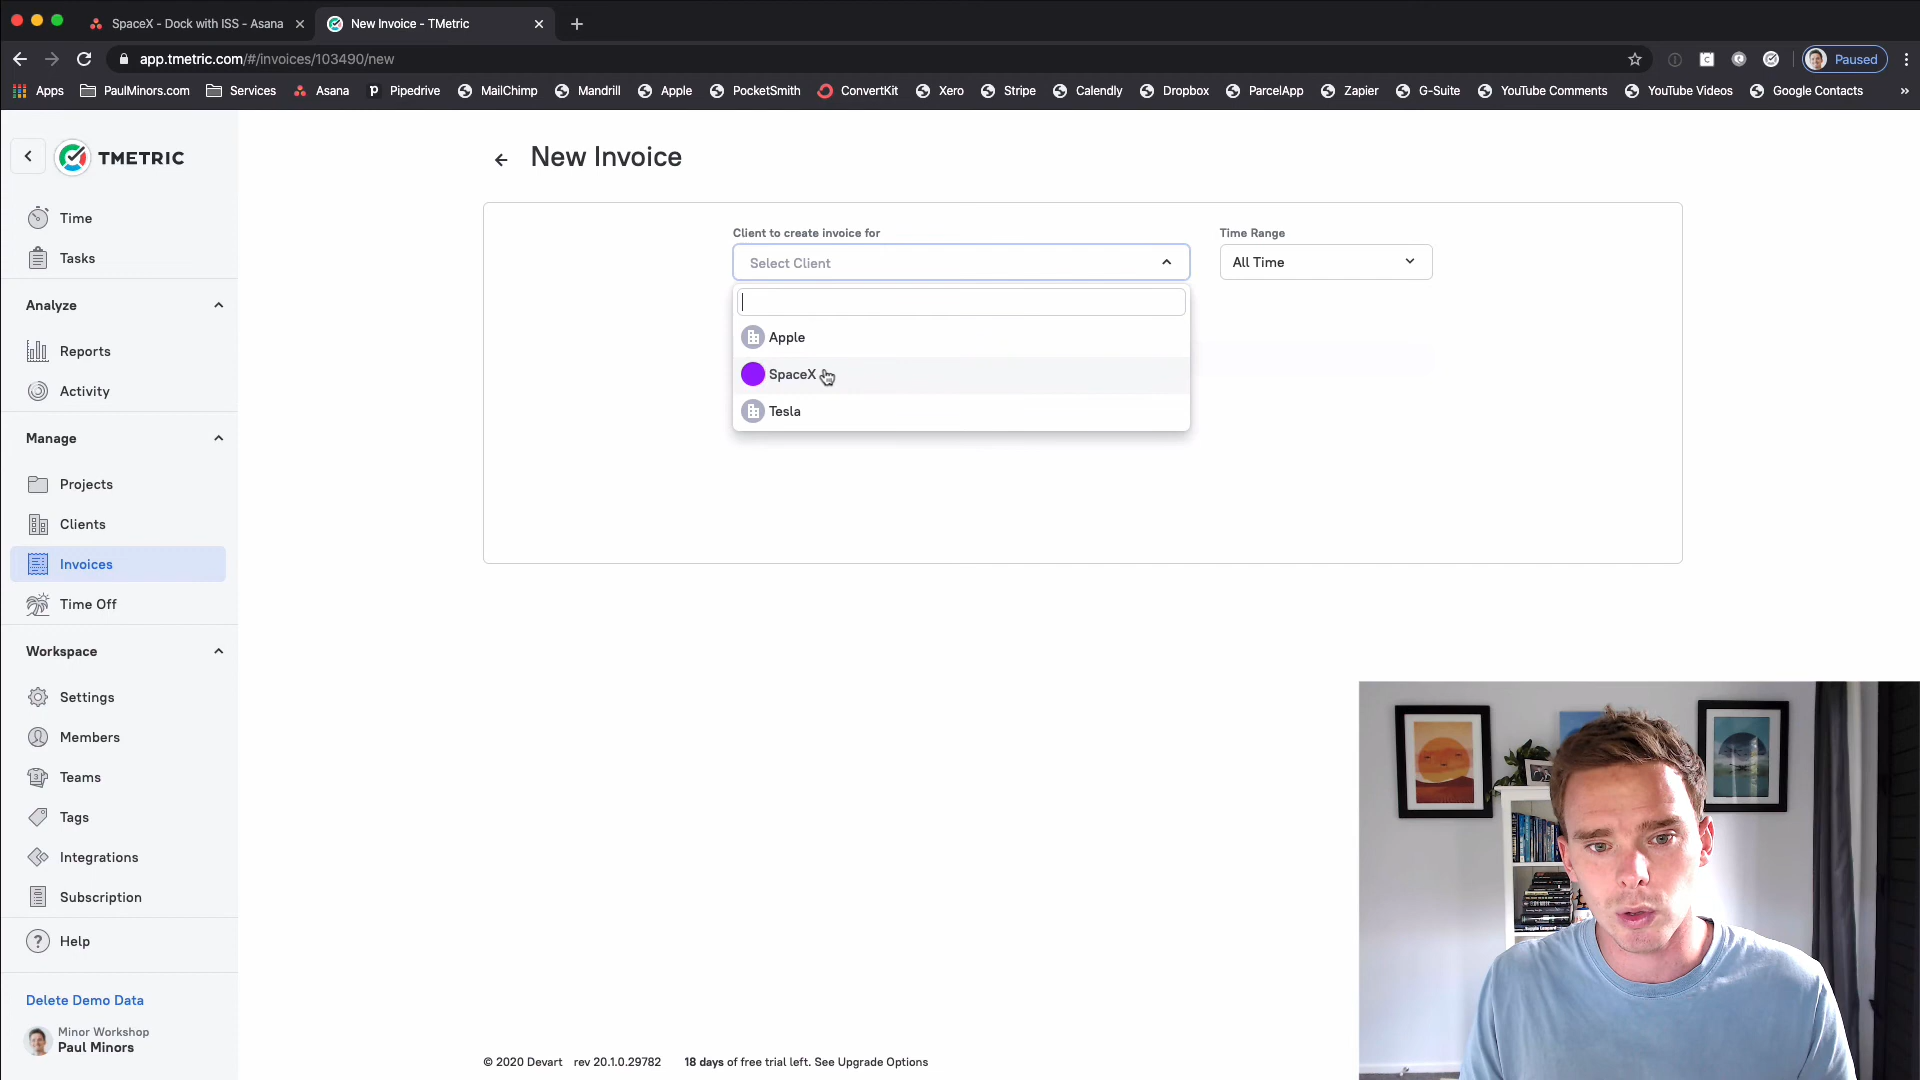 SpaceX - Dock with ISS - Asana
New Invoice - TMetric
app.tmetric.com/#/invoices/103490/new
Paused
Apps
PaulMinors.com
Services
Asana
Pipedrive
MailChimp
Mandrill
Apple
PocketSmith
ConvertKit
Xero
Stripe
Calendly
Dropbox
ParcelApp
Zapier
G-Suite
YouTube Comments
YouTube Videos
Google Contacts
»
TMETRIC
Time
Tasks
Analyze
Reports
Activity
Manage
Projects
Clients
Invoices
Time Off
Workspace
Settings
Members
Teams
Tags
Integrations
Subscription
Help
Delete Demo Data
Minor Workshop
Paul Minors
New Invoice
Client to create invoice for
Select Client
Apple
SpaceX
Tesla
Time Range
All Time
© 2020 Devart rev 20.1.0.29782 18 days of free trial left. See Upgrade Options